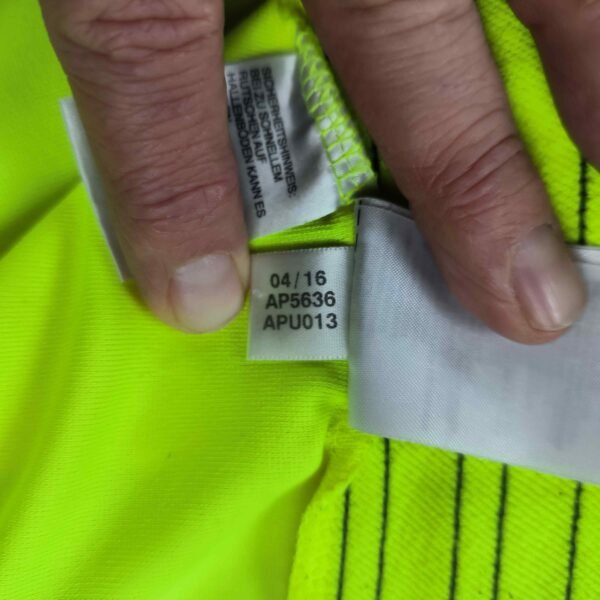 SICHERHEITSHINWEIS:
BEI ZU SCHNELLEM
RUTSCHEN AUF
HALLENBÖDEN KANN ES
04/16
AP5636
APU013